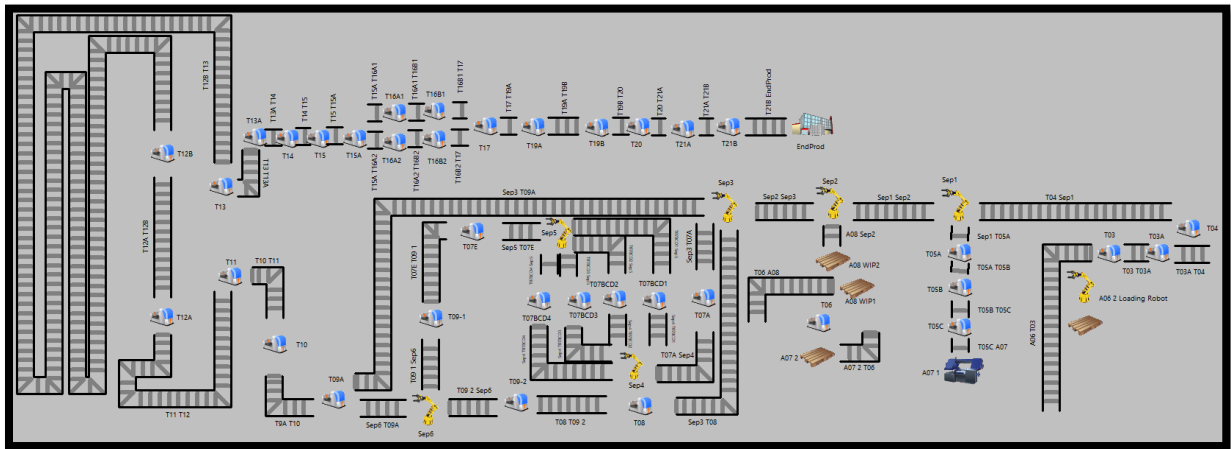 T12B T13
T13A T14
T14 T15
T15 T15A
T15A T16A1
T16A1 T16B1
T16B1 T17
T17 T19A
T19A T19B
T19B T20
T20 T21A
T21A T21B
T21B EndProd
T16A1
T16B1
T13A
T14
T15
T15A
T16A2
T16B2
T17
T19A
T19B
T20
T21A
T21B
EndProd
T12B
T13 T13A
T15A T16A2
T16A2 T16B2
T16B2 T17
T13
Sep3 T09A
Sep3
Sep2 Sep3
Sep2
Sep1 Sep2
Sep1
T04 Sep1
T12A T12B
T07E
Sep5 T07E
Sep5
Sep3 T07A
A08 Sep2
Sep1 T05A
T04
T03
T03A
T07E T09 1
T05A
T05A T05B
T03 T03A
T03A T04
T11
T10 T11
T06 A08
A08 WIP2
T07BCD2
T07BCD1
T05B
A06 2 Loading Robot
T07BCD4
T07BCD3
T07A
A08 WIP1
T06
T05B T05C
T12A
T09-1
T05C
A06 T03
T10
T07A Sep4
T05C A07
T09 1 Sep6
Sep4
A07 2
A07 2 T06
A07 1
T09A
T09-2
T09 2 Sep6
T11 T12
T9A T10
Sep6 T09A
Sep6
T08 T09 2
T08
Sep3 T08